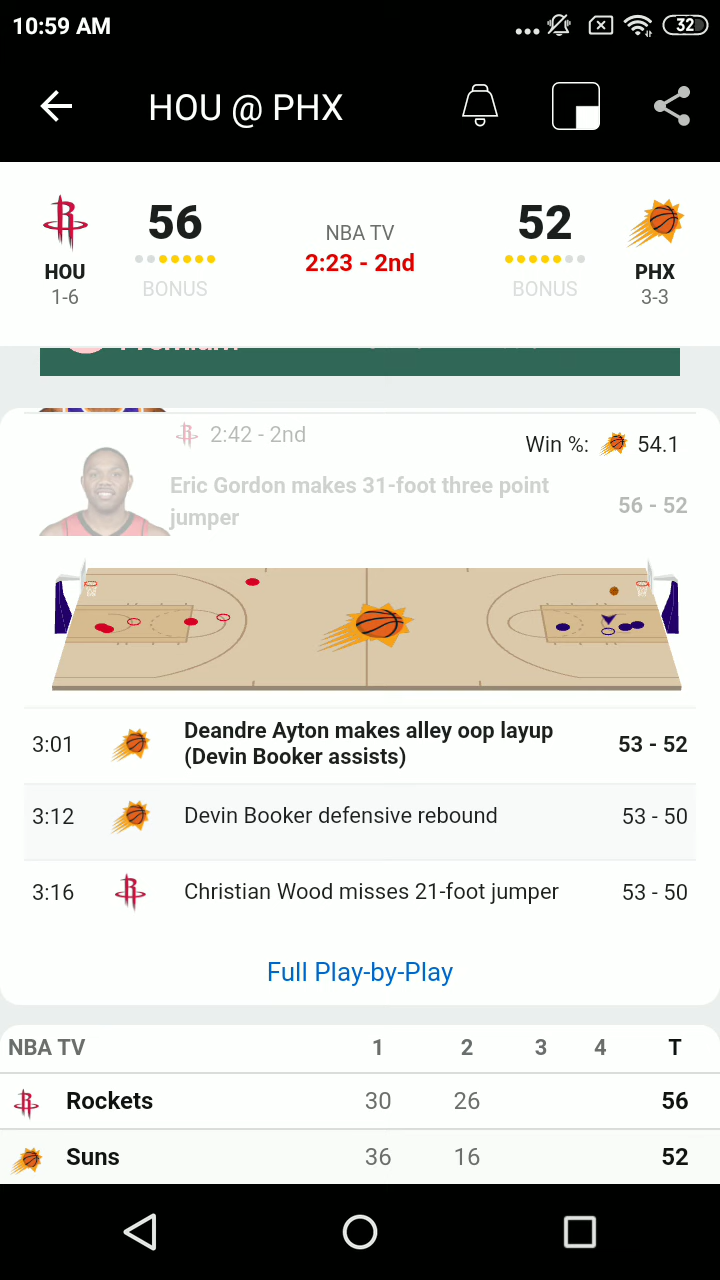 10:59 AM
32
HOU @ PHX
56
52
NBA TV
2:23 - 2nd
HOU
PHX
1-6
BONUS
BONUS
3-3
2:42 - 2nd
Win %: 54.1
Eric Gordon makes 31-foot three point
jumper
56 - 52
3:01
Deandre Ayton makes alley oop layup
(Devin Booker assists)
53 - 52
3:12 Devin Booker defensive rebound 53 - 50
3:16 Christian Wood misses 21-foot jumper 53 - 50
Full Play-by-Play
NBA TV 1 2 3 4 T
Rockets 30 26 56
Suns 36 16 52